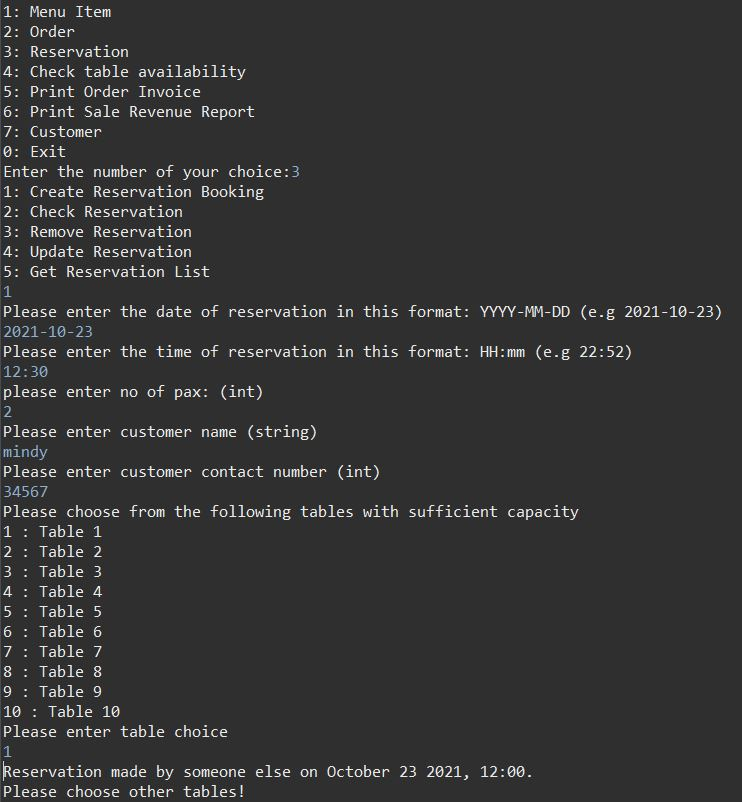 1: Menu Item
2: Order
3: Reservation
4: Check table availability
5: Print Order Invoice
6: Print Sale Revenue Report
7: Customer
0: Exit
Enter the number of your choice:3
1: Create Reservation Booking
2: Check Reservation
3: Remove Reservation
4: Update Reservation
5: Get Reservation List
1
Please enter the date of reservation in this format: YYYY-MM-DD (e.g 2021-10-23)
2021-10-23
Please enter the time of reservation in this format: HH:mm (e.g 22:52)
12:30
please enter no of pax: (int)
2
Please enter customer name (string)
mindy
Please enter customer contact number (int)
34567
Please choose from the following tables with sufficient capacity
1 : Table 1
2 : Table 2
3 : Table 3
4 : Table 4
5 : Table 5
6 : Table 6
7 : Table 7
8 : Table 8
9 : Table 9
10 : Table 10
Please enter table choice
1
Reservation made by someone else on October 23 2021, 12:00.
Please choose other tables!